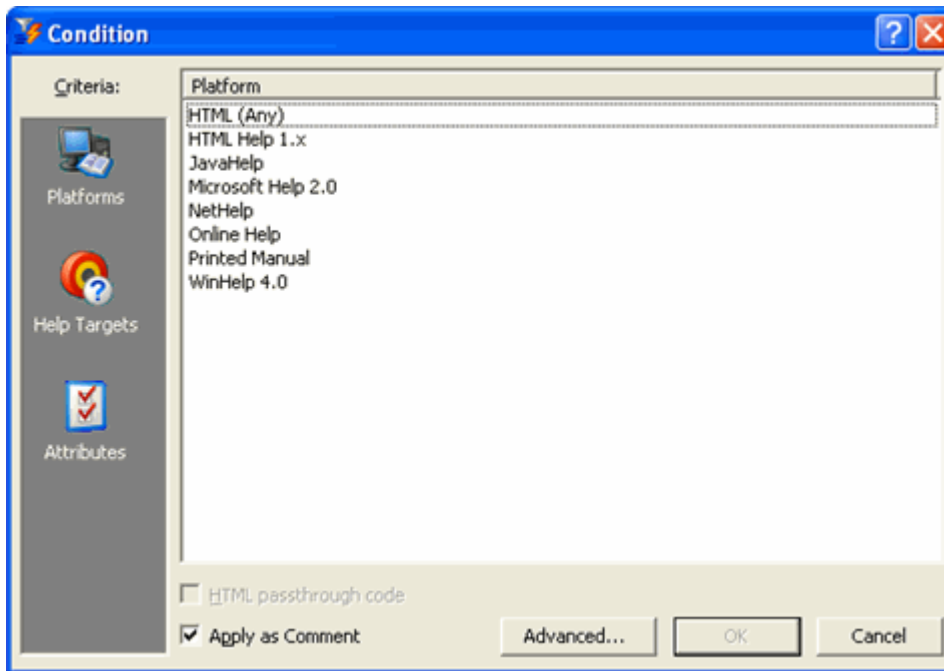 Condition
Criteria:
Platforms
Help Targets
Attributes
Platform
HTML (Any)
HTML Help 1.x
JavaHelp
Microsoft Help 2.0
NetHelp
Online Help
Printed Manual
WinHelp 4.0
HTML passthrough code
Apply as Comment
Advanced...
OK
Cancel